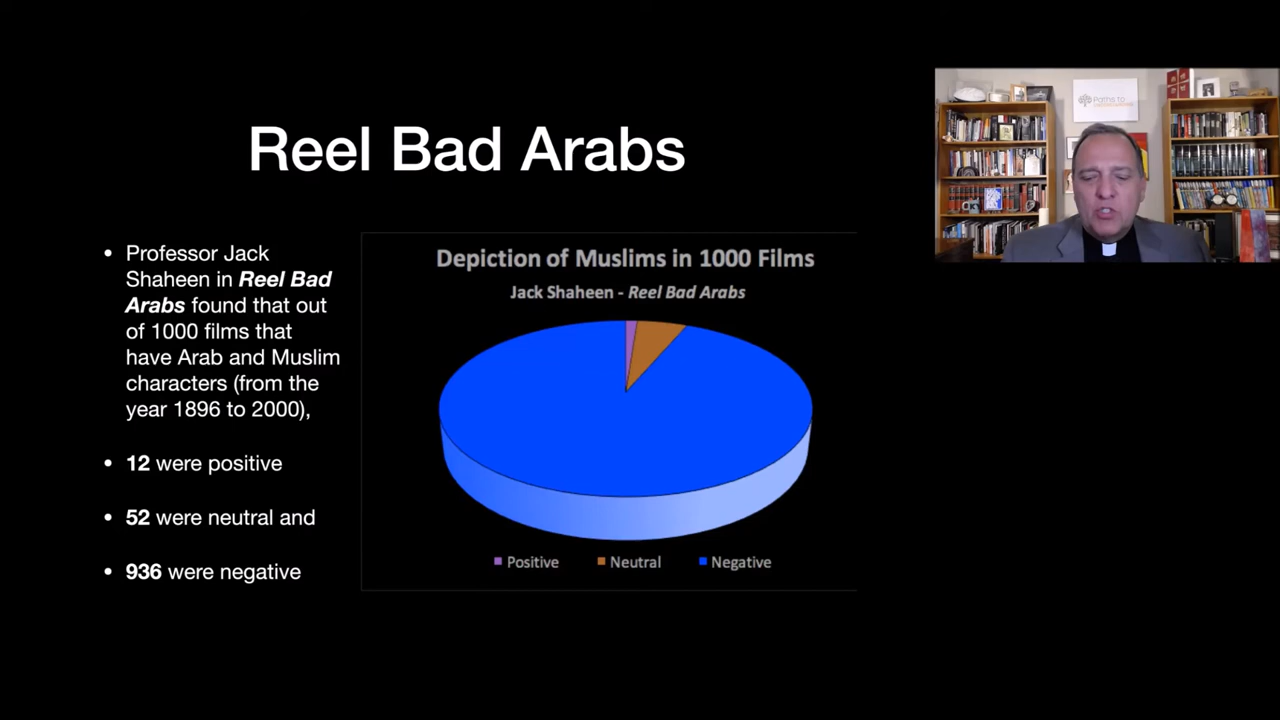 Reel Bad Arabs
• Professor Jack
Shaheen in Reel Bad
Arabs found that out
of 1000 films that
have Arab and Muslim
characters (from the
year 1896 to 2000),
• 12 were positive
• 52 were neutral and
• 936 were negative
Depiction of Muslims in 1000 Films
Jack Shaheen - Reel Bad Arabs
Positive
Neutral
Negative
Paths to